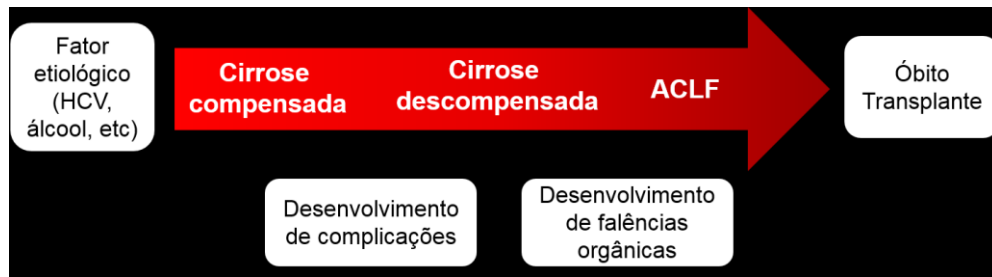 Fator
etiológico
(HCV,
álcool, etc)
Cirrose
compensada
Cirrose
descompensada
ACLF
Óbito
Transplante
Desenvolvimento
de complicações
Desenvolvimento
de falências
orgânicas